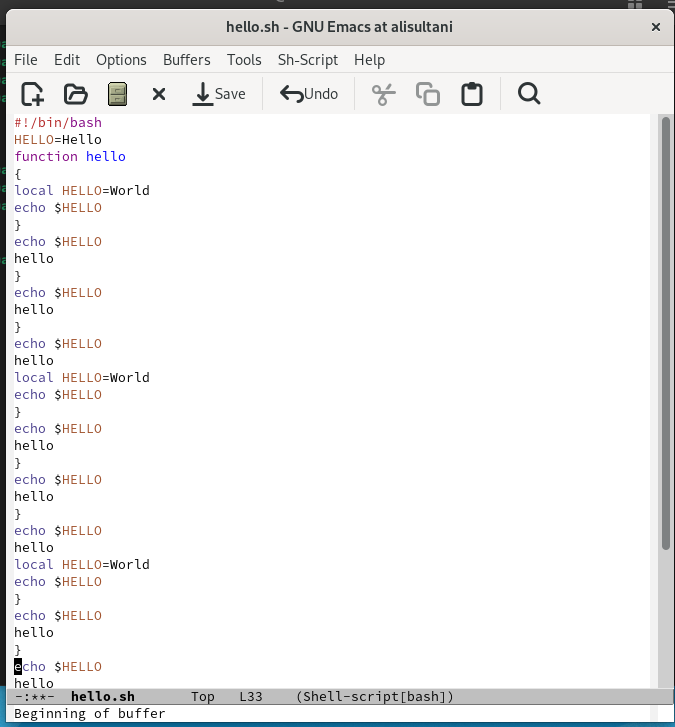 hello.sh - GNU Emacs at alisultani
File Edit Options Buffers Tools Sh-Script Help
Save Undo
#!/bin/bash
HELLO=Hello
function hello
{
local HELLO=World
echo $HELLO
}
echo $HELLO
hello
}
echo $HELLO
hello
}
echo $HELLO
hello
local HELLO=World
echo $HELLO
}
echo $HELLO
hello
}
echo $HELLO
hello
}
echo $HELLO
hello
local HELLO=World
echo $HELLO
}
echo $HELLO
hello
}
echo $HELLO
hello
-:**- hello.sh Top L33 (Shell-script[bash])
Beginning of buffer